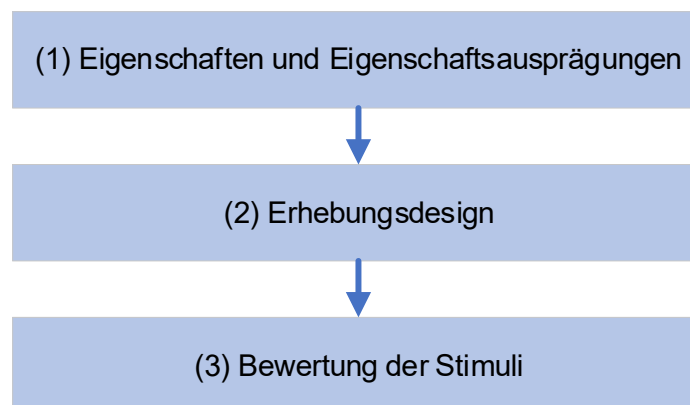 (1) Eigenschaften und Eigenschaftsausprägungen
(2) Erhebungsdesign
(3) Bewertung der Stimuli